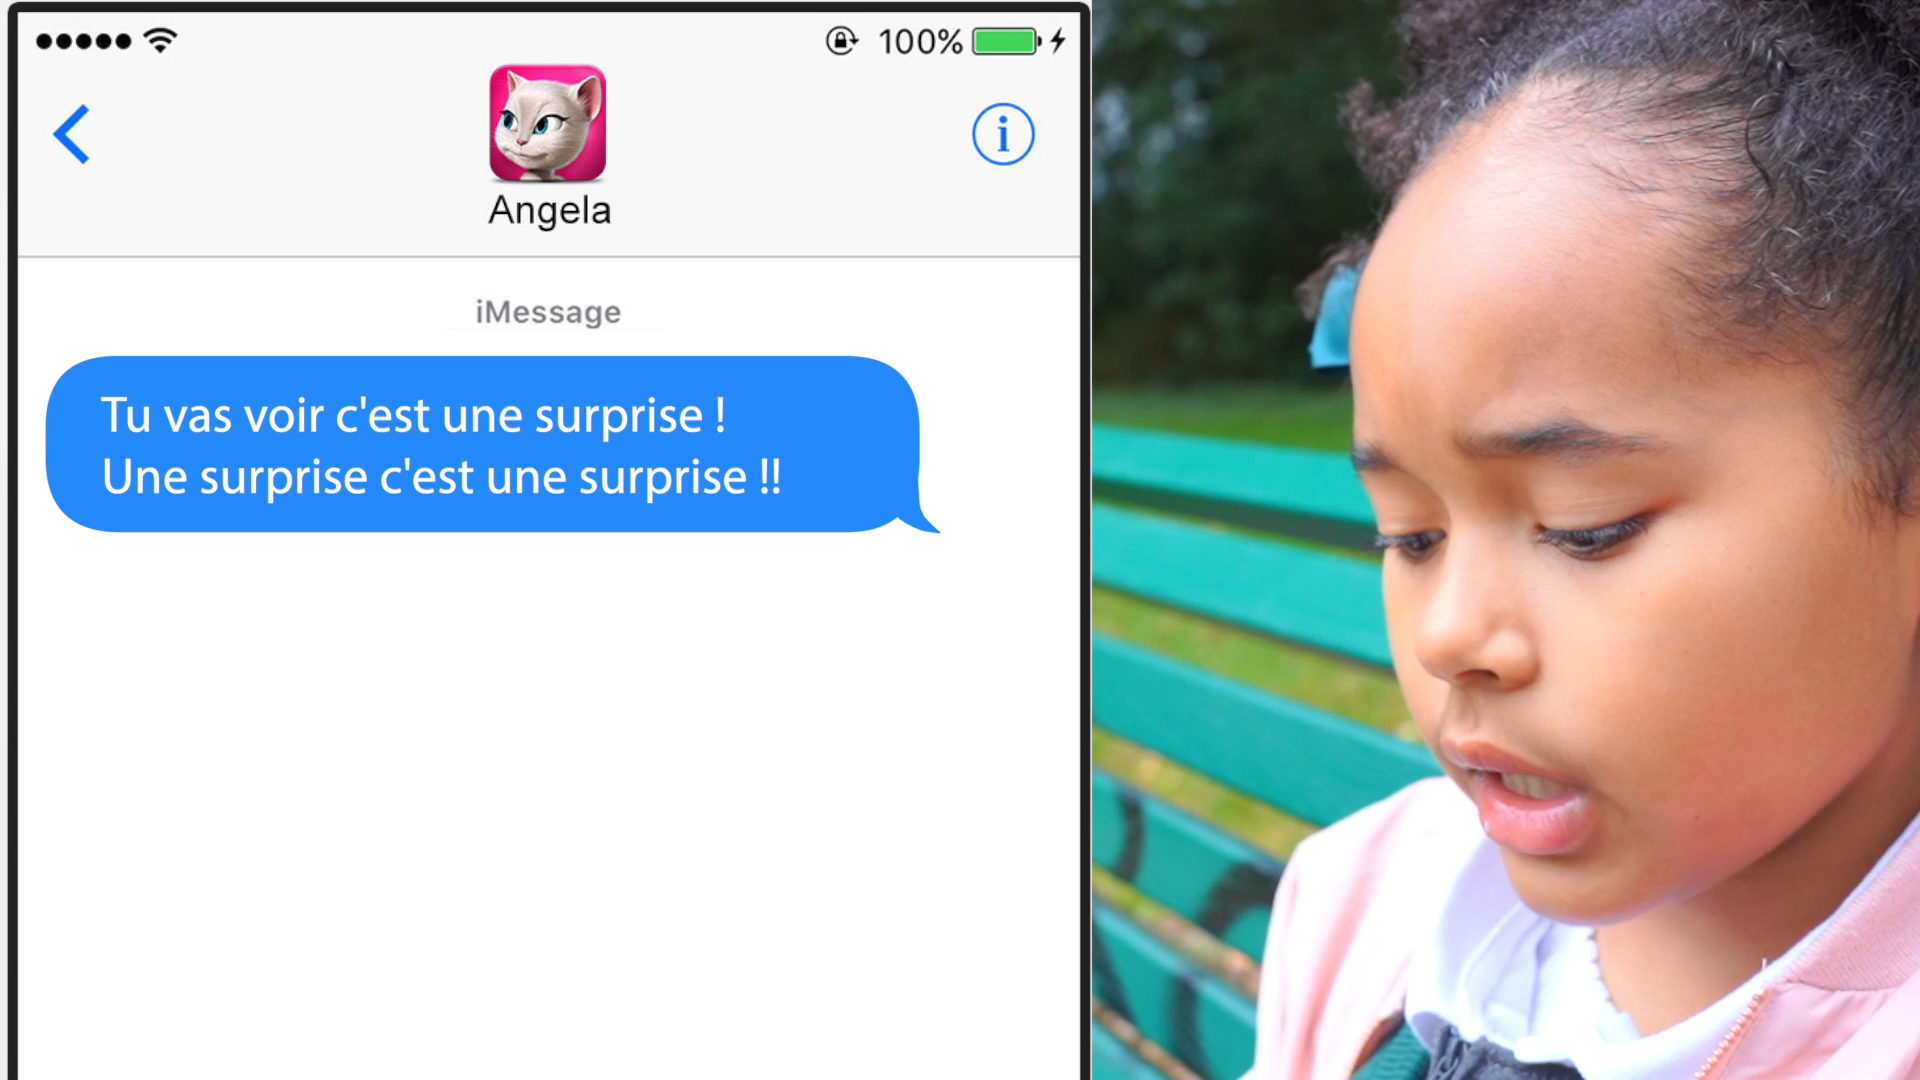 100%
Angela
iMessage
Tu vas voir c'est une surprise !
Une surprise c'est une surprise !!